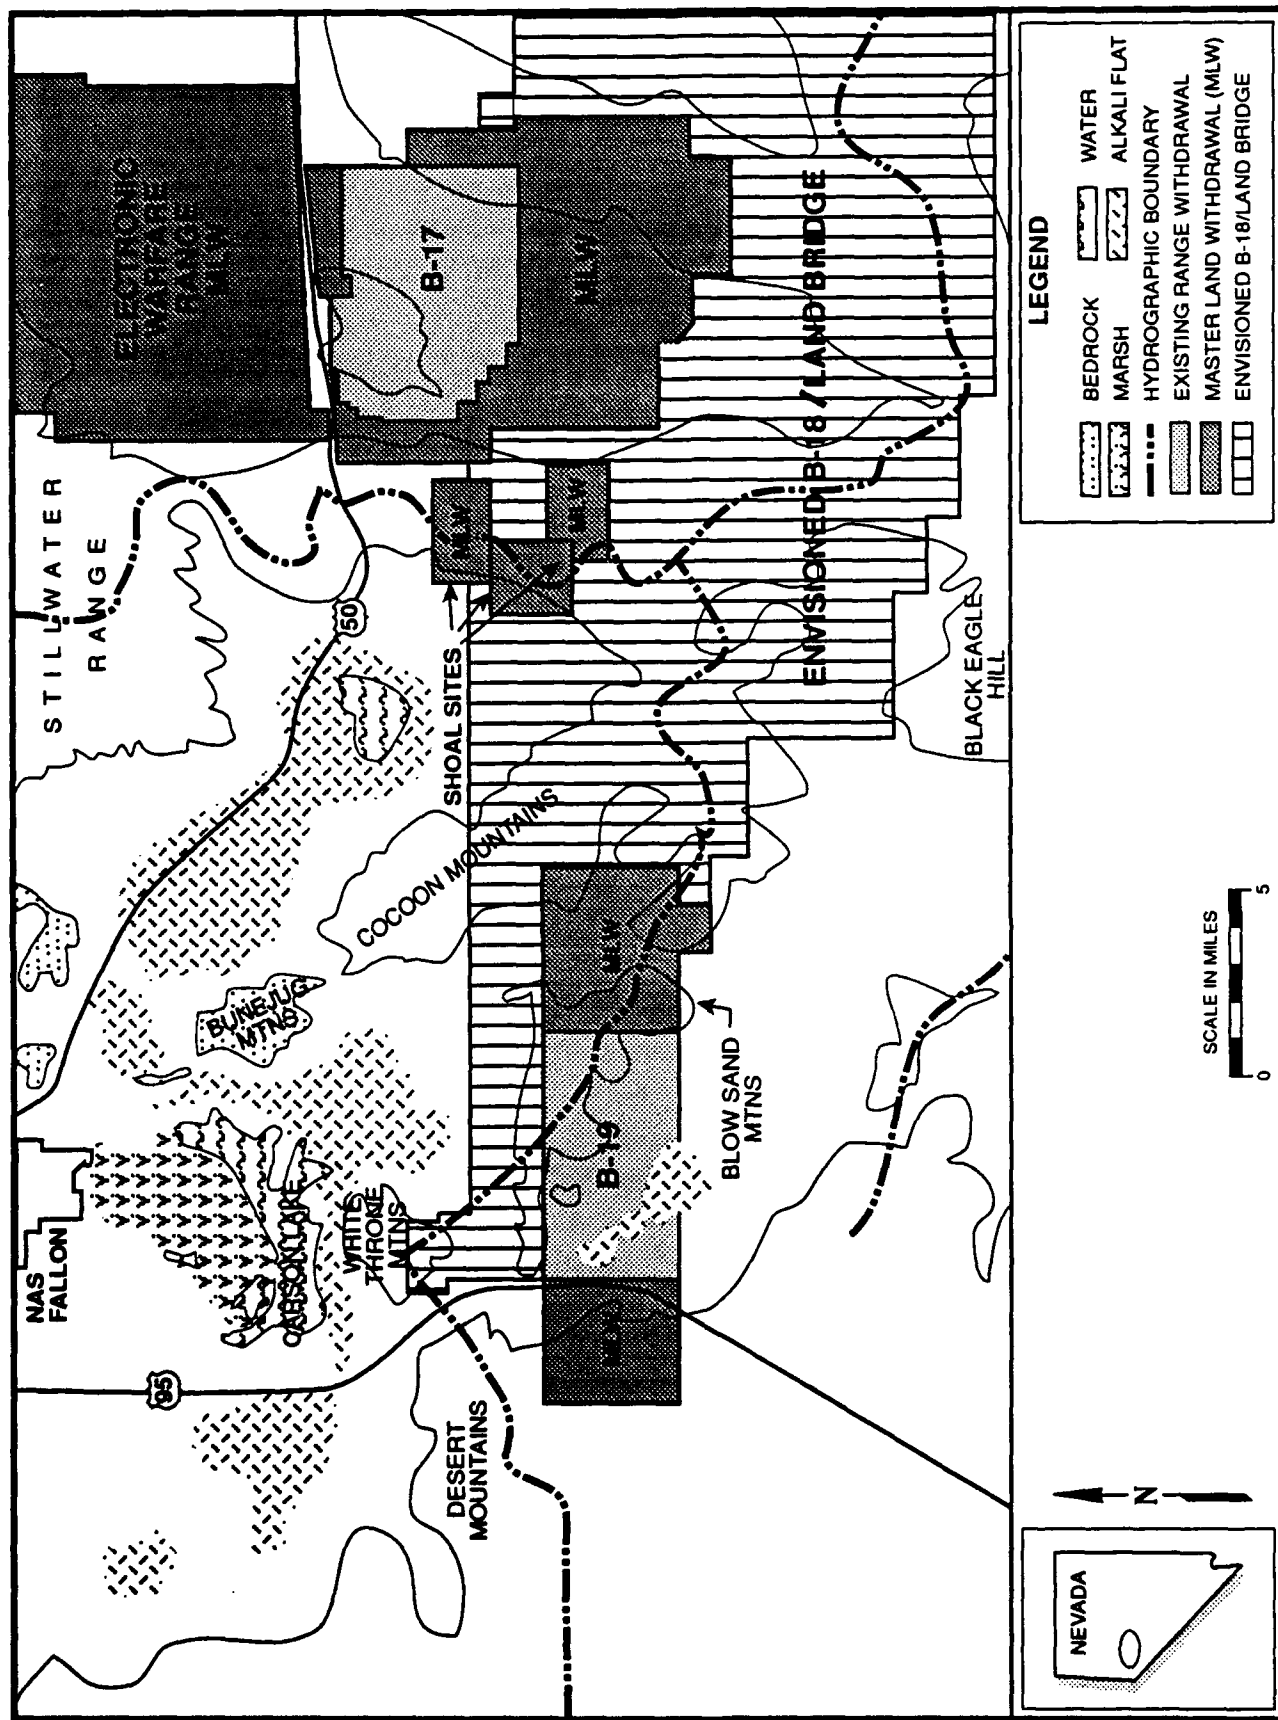 STILLWATER
RANGE
ELECTRONIC
WARFARE
RANGE
MLW
NAS
FALLON
95
50
BUNEJUG
MTNS
CARSON LAKE
WHITE
THRONE
MTNS
COCOON MOUNTAINS
SHOAL SITES
MLW
MLW
B-17
MLW
DESERT
MOUNTAINS
MLW
B-19
MLW
BLOW SAND
MTNS
ENVISIONED B-18 / LAND BRIDGE
BLACK EAGLE
HILL
NEVADA
N
SCALE IN MILES
0
5
LEGEND
BEDROCK
WATER
MARSH
ALKALI FLAT
HYDROGRAPHIC BOUNDARY
EXISTING RANGE WITHDRAWAL
MASTER LAND WITHDRAWAL (MLW)
ENVISIONED B-18/LAND BRIDGE